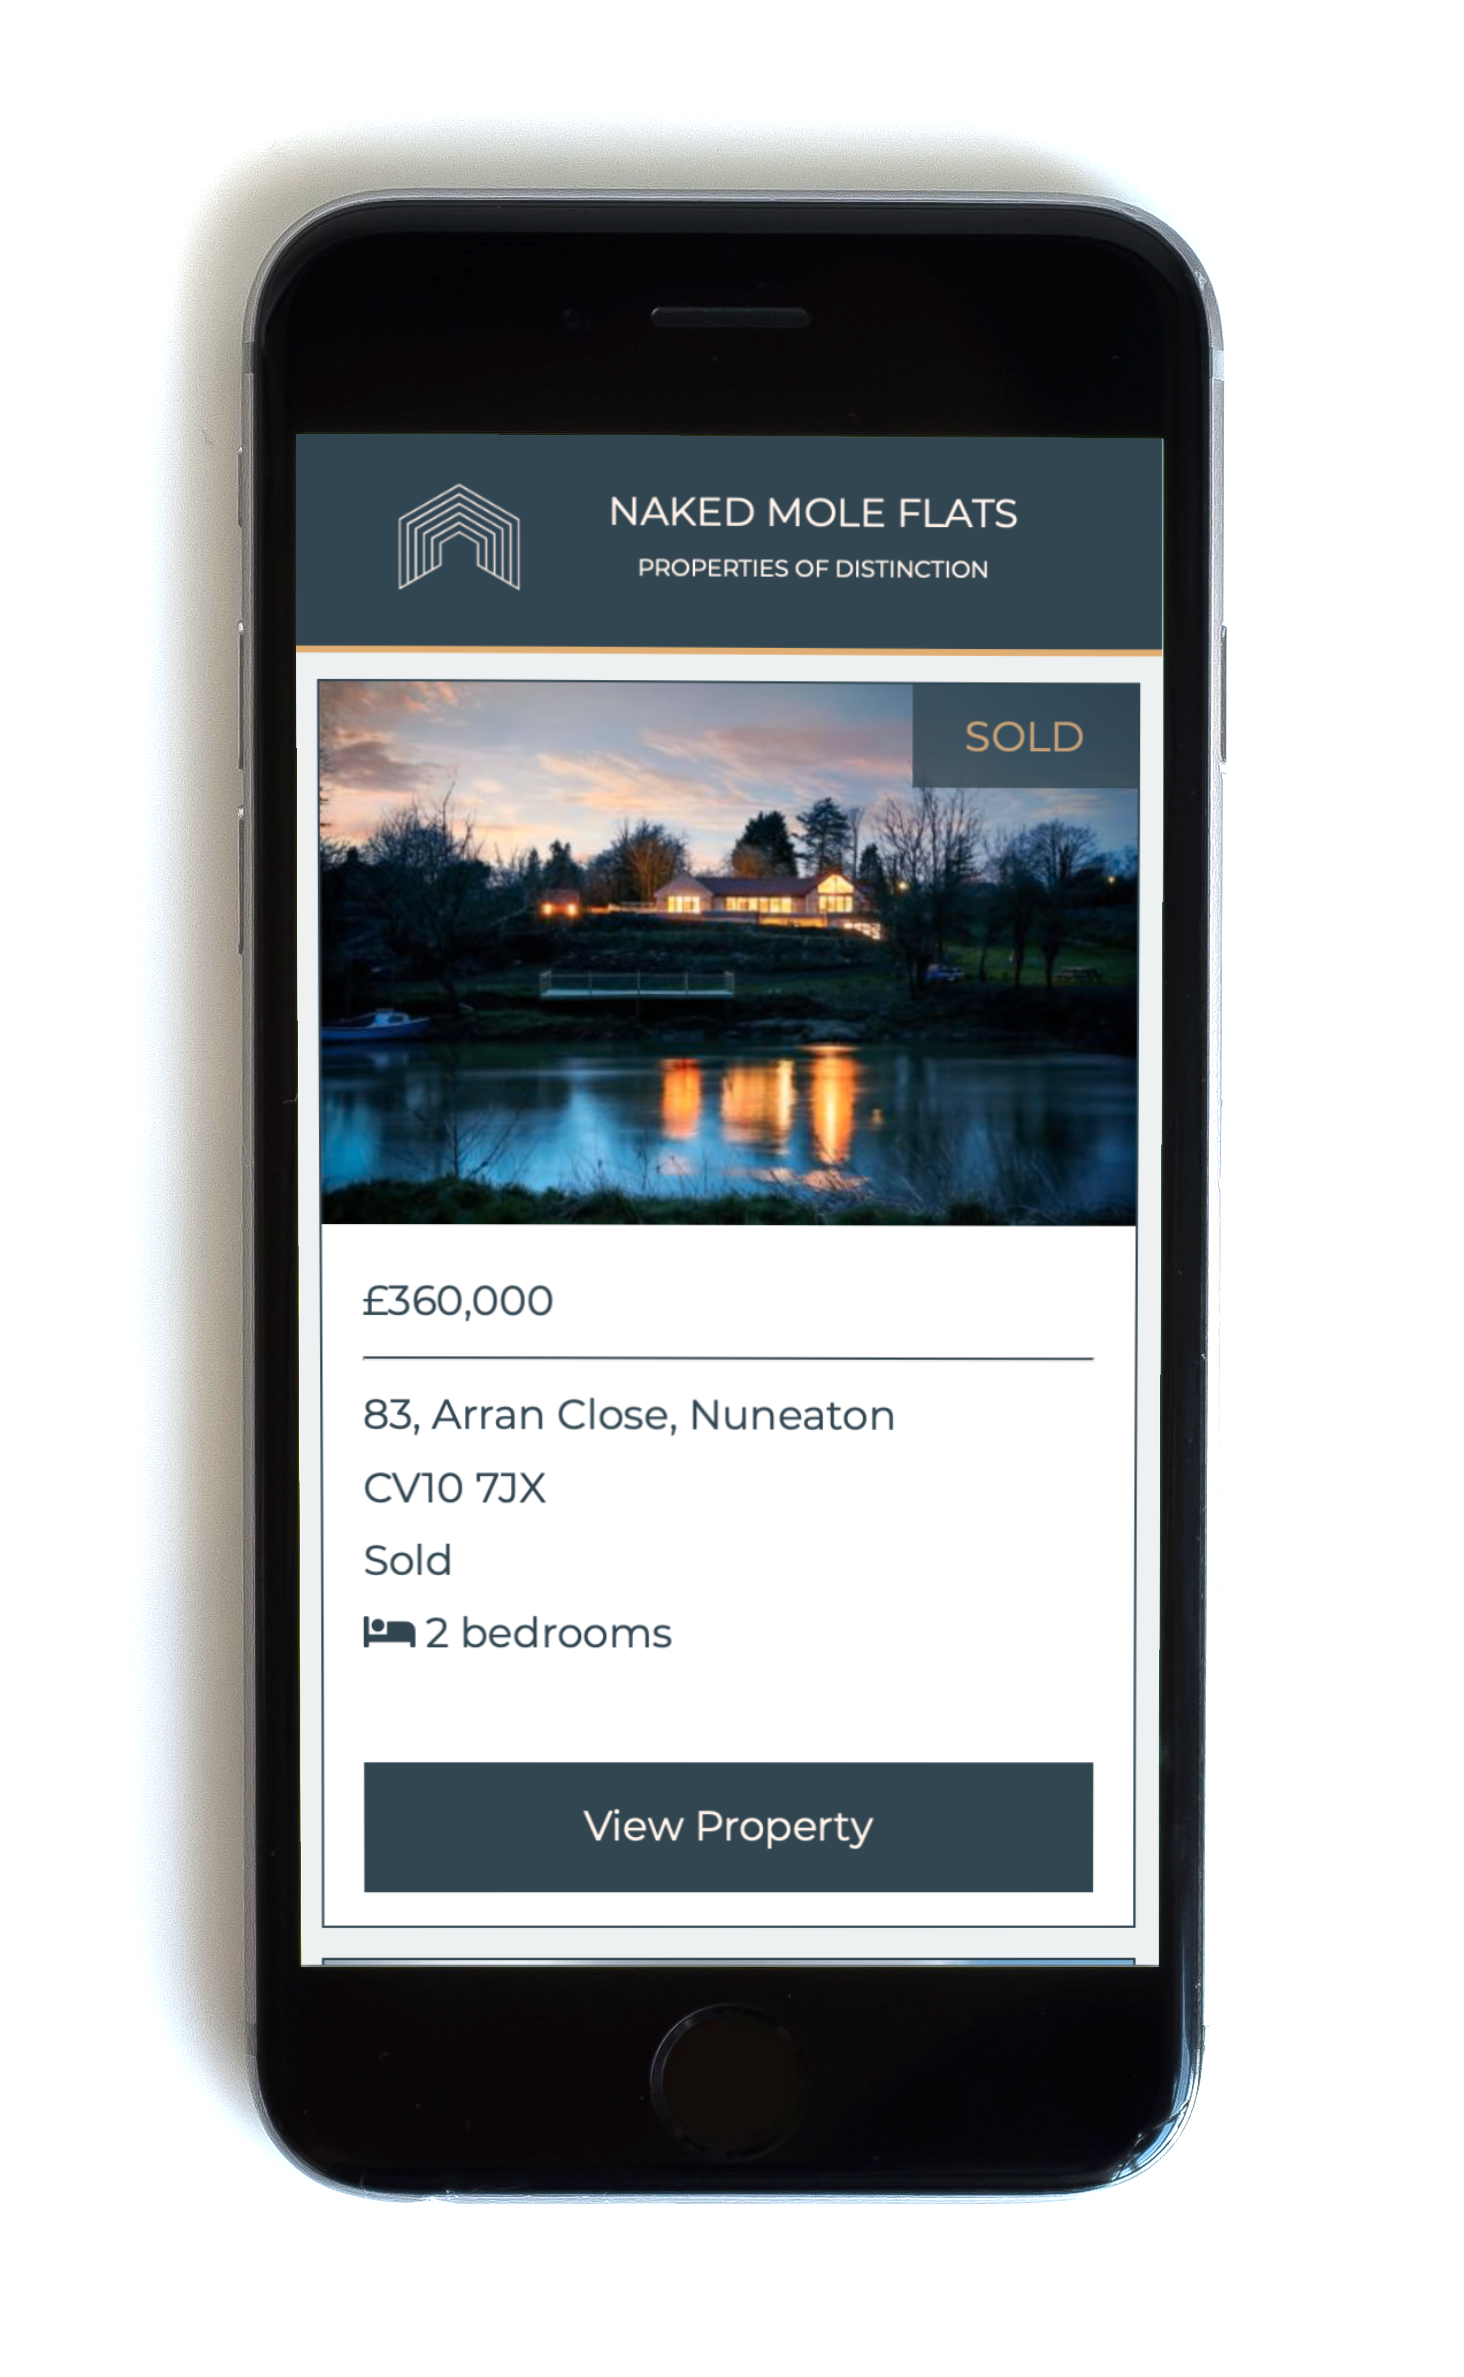 NAKED MOLE FLATS
PROPERTIES OF DISTINCTION
SOLD
£360,000
83, Arran Close, Nuneaton
CV10 7JX
Sold
2 bedrooms
View Property